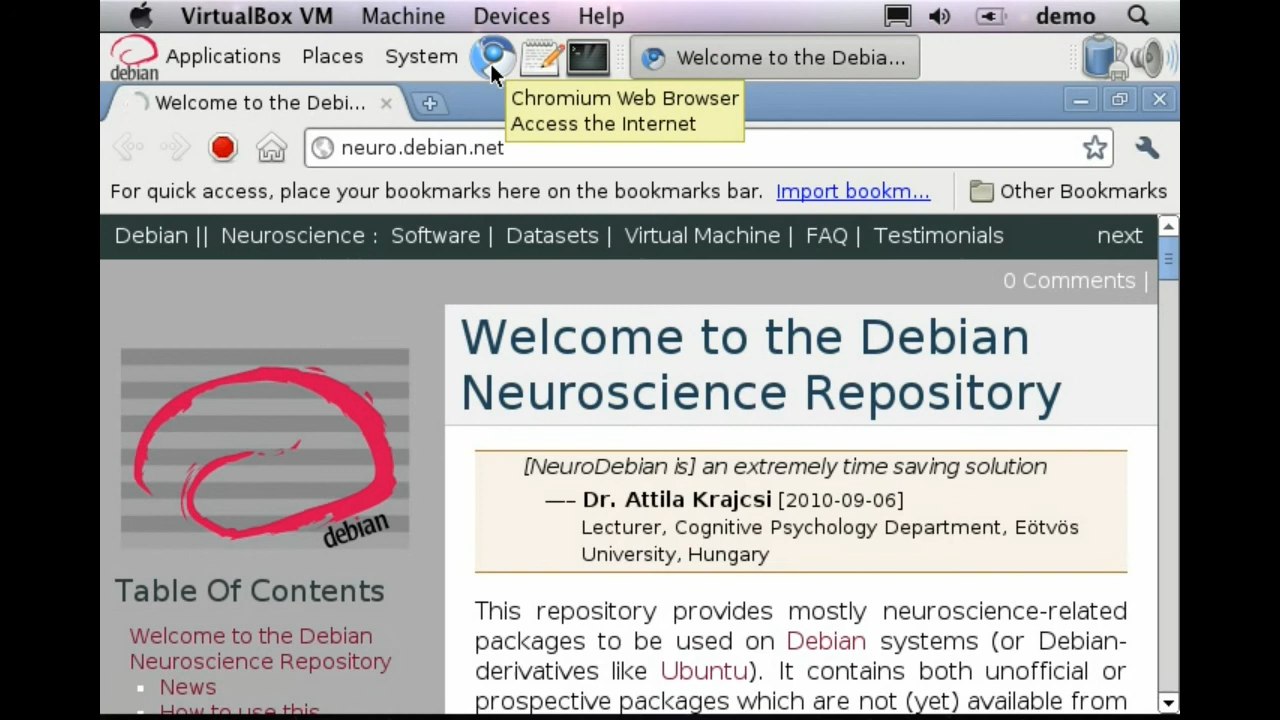 VirtualBox VM Machine Devices Help demo
debian Applications Places System Welcome to the Debia...
Welcome to the Debi...
Chromium Web Browser
Access the Internet
neuro.debian.net
For quick access, place your bookmarks here on the bookmarks bar. Import bookm... Other Bookmarks
Debian || Neuroscience : Software | Datasets | Virtual Machine | FAQ | Testimonials next
0 Comments |
Welcome to the Debian
Neuroscience Repository
[NeuroDebian is] an extremely time saving solution
—– Dr. Attila Krajcsi [2010-09-06]
Lecturer, Cognitive Psychology Department, Eötvös
University, Hungary
debian
Table Of Contents
Welcome to the Debian
Neuroscience Repository
News
How to use this
This repository provides mostly neuroscience-related
packages to be used on Debian systems (or Debian-
derivatives like Ubuntu). It contains both unofficial or
prospective packages which are not (yet) available from